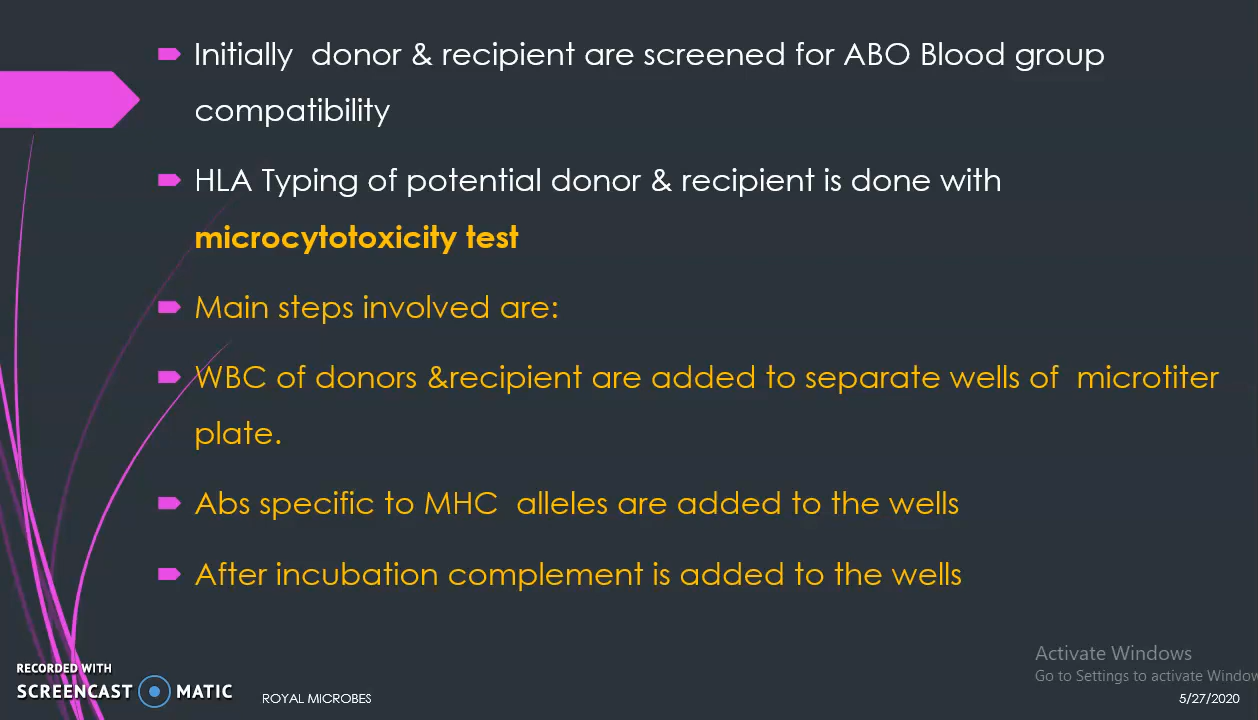 Initially donor & recipient are screened for ABO Blood group
compatibility
HLA Typing of potential donor & recipient is done with
microcytotoxicity test
Main steps involved are:
WBC of donors &recipient are added to separate wells of microtiter
plate.
Abs specific to MHC alleles are added to the wells
After incubation complement is added to the wells
Activate Windows
Go to Settings to activate Window
RECORDED WITH
SCREENCAST MATIC
ROYAL MICROBES
5/27/2020